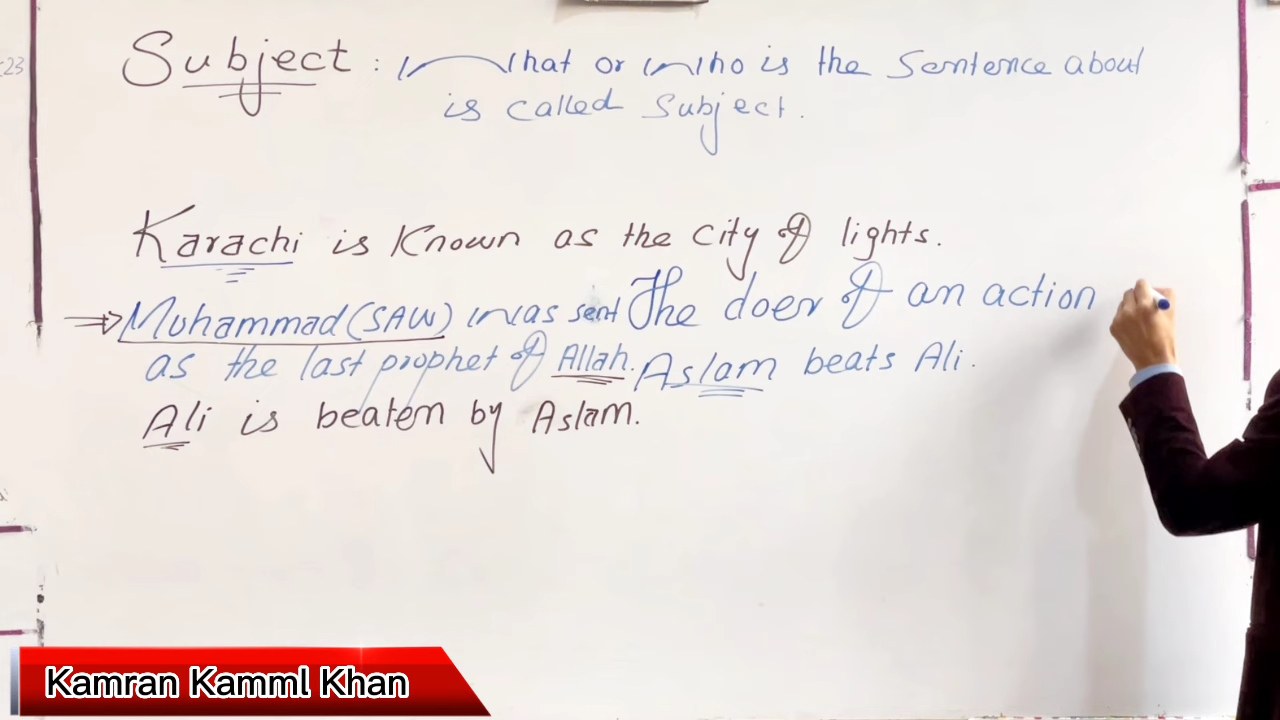 Subject : What or Who is the Sentence about
is called Subject.
Karachi is Known as the City of lights.
Muhammad (SAW) was sent
as the last prophet of Allah.
The doer of an action
Aslam beats Ali.
Ali is beaten by Aslam.
23
Kamran Kamml Khan